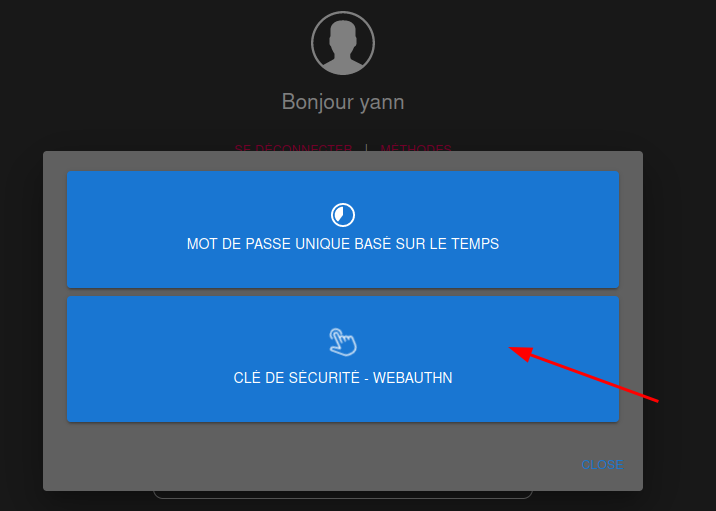 Bonjour yann
SE DÉCONNECTER | MÉTHODES
MOT DE PASSE UNIQUE BASÉ SUR LE TEMPS
CLÉ DE SÉCURITÉ - WEBAUTHN
CLOSE